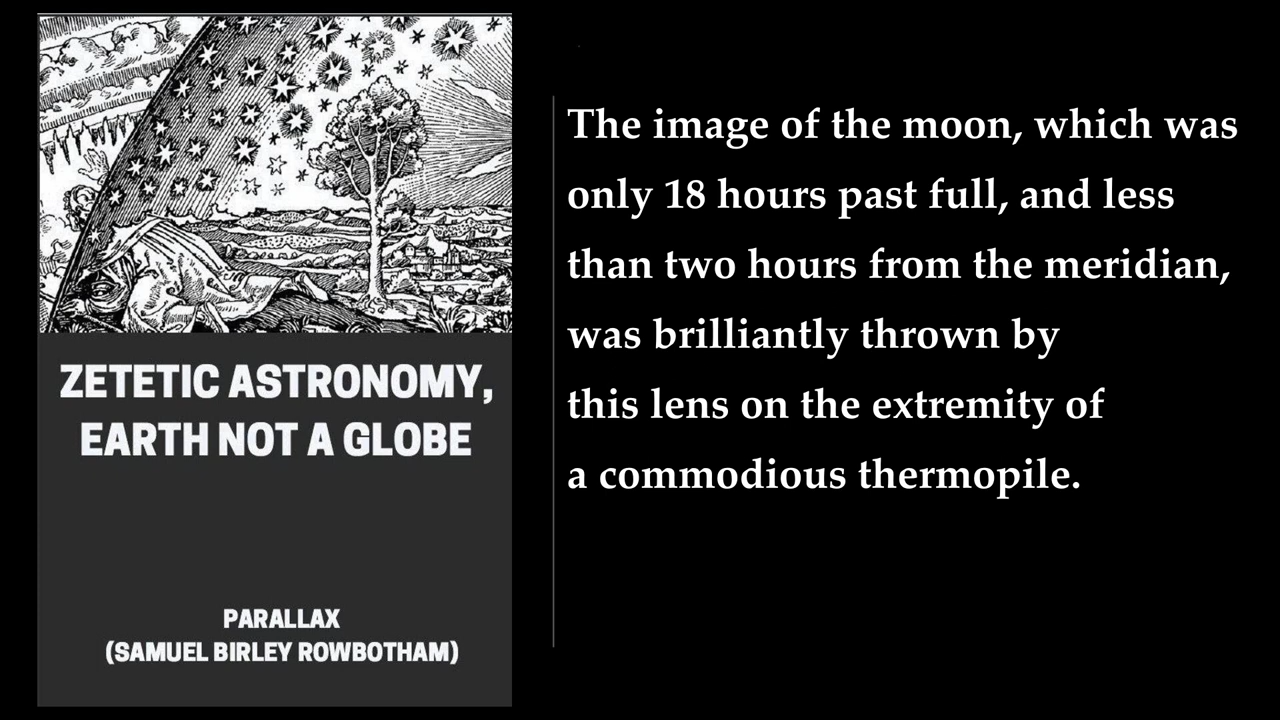 ZETETIC ASTRONOMY,
EARTH NOT A GLOBE
PARALLAX
(SAMUEL BIRLEY ROWBOTHAM)
The image of the moon, which was
only 18 hours past full, and less
than two hours from the meridian,
was brilliantly thrown by
this lens on the extremity of
a commodious thermopile.